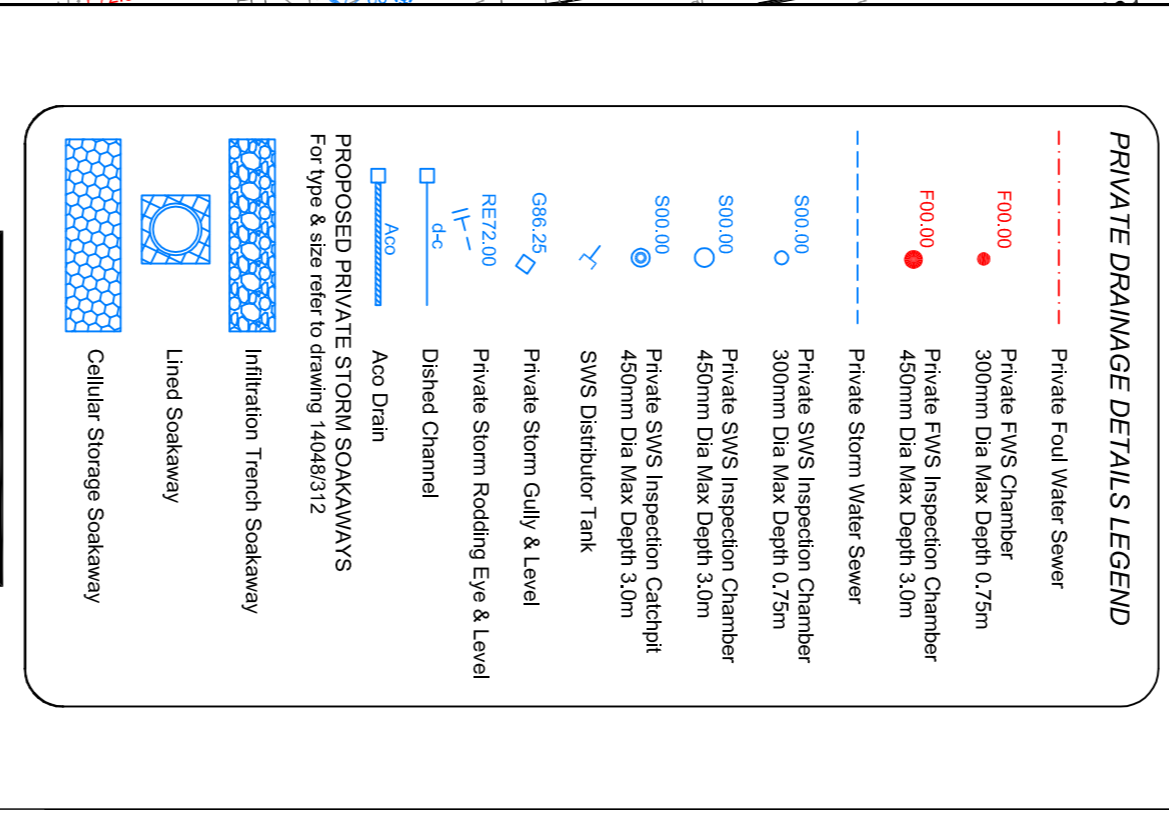 PRIVATE DRAINAGE DETAILS LEGEND
Private Foul Water Sewer
F00.00
Private FWS Chamber
300mm Dia Max Depth 0.75m
F00.00
Private FWS Inspection Chamber
450mm Dia Max Depth 3.0m
Private Storm Water Sewer
S00.00
Private SWS Inspection Chamber
300mm Dia Max Depth 0.75m
S00.00
Private SWS Inspection Chamber
450mm Dia Max Depth 3.0m
S00.00
Private SWS Inspection Catchpit
450mm Dia Max Depth 3.0m
SWS Distributor Tank
G86.25
Private Storm Gully & Level
RE72.00
Private Storm Rodding Eye & Level
d-c
Dished Channel
Aco
Aco Drain
PROPOSED PRIVATE STORM SOAKAWAYS
For type & size refer to drawing 14048/312
Infiltration Trench Soakaway
Lined Soakaway
Cellular Storage Soakaway